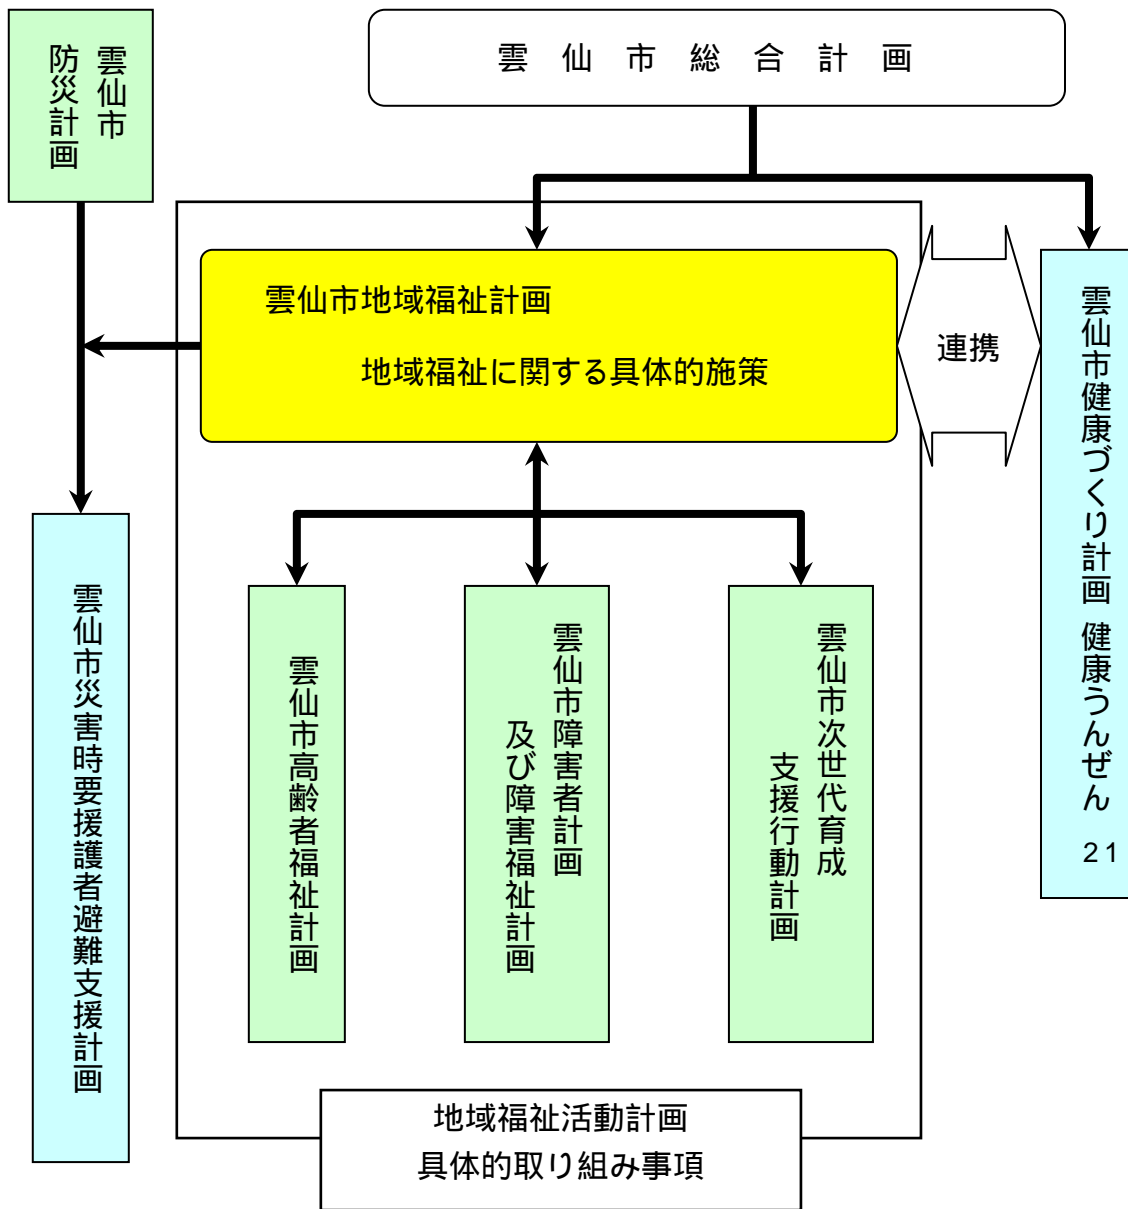 雲仙市
防災計画
雲仙市総合計画
雲仙市地域福祉計画
地域福祉に関する具体的施策
連携
雲仙市健康づくり計画 健康うんぜん 21
雲仙市災害時要援護者避難支援計画
雲仙市高齢者福祉計画
雲仙市障害者計画
及び障害福祉計画
雲仙市次世代育成
支援行動計画
地域福祉活動計画
具体的取り組み事項